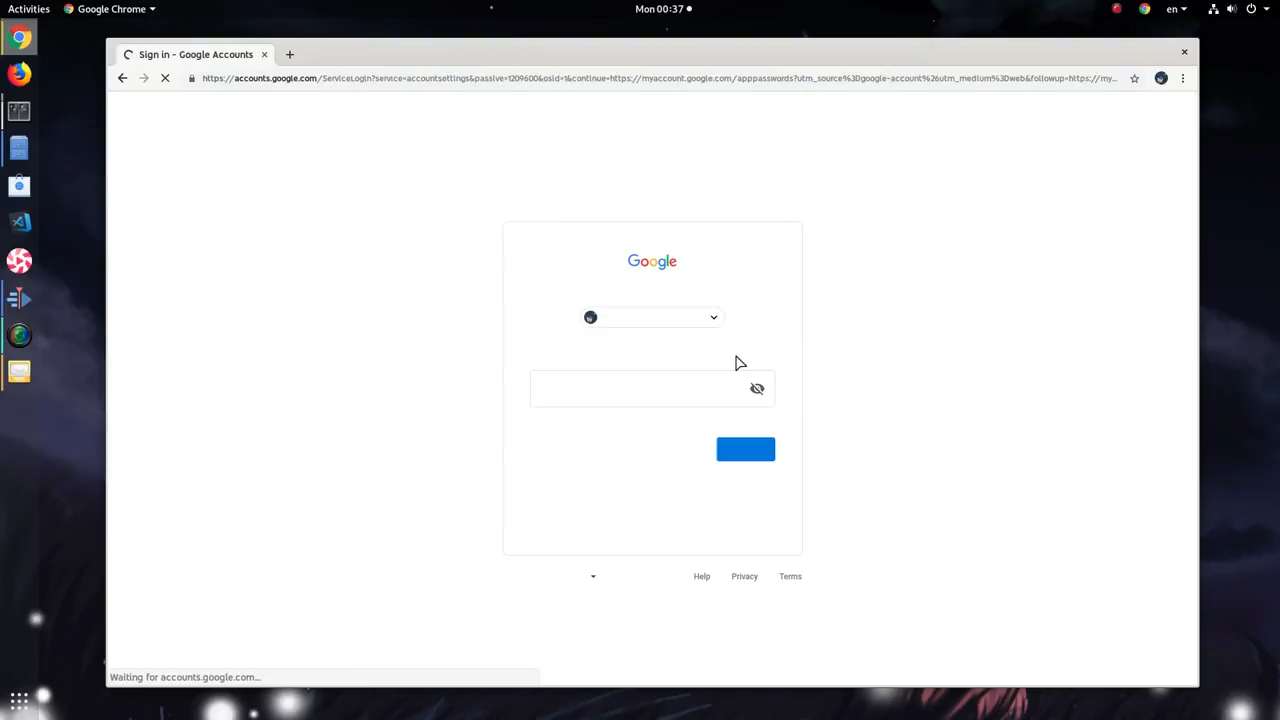 Activities Google Chrome Mon 00:37 en
Sign in - Google Accounts
https://accounts.google.com/ServiceLogin?service=accountsettings&passive=1209600&osid=1&continue=https://myaccount.google.com/apppasswords?utm_source%3Dgoogle-account%26utm_medium%3Dweb&followup=https://my...
Google
Help Privacy Terms
Waiting for accounts.google.com...